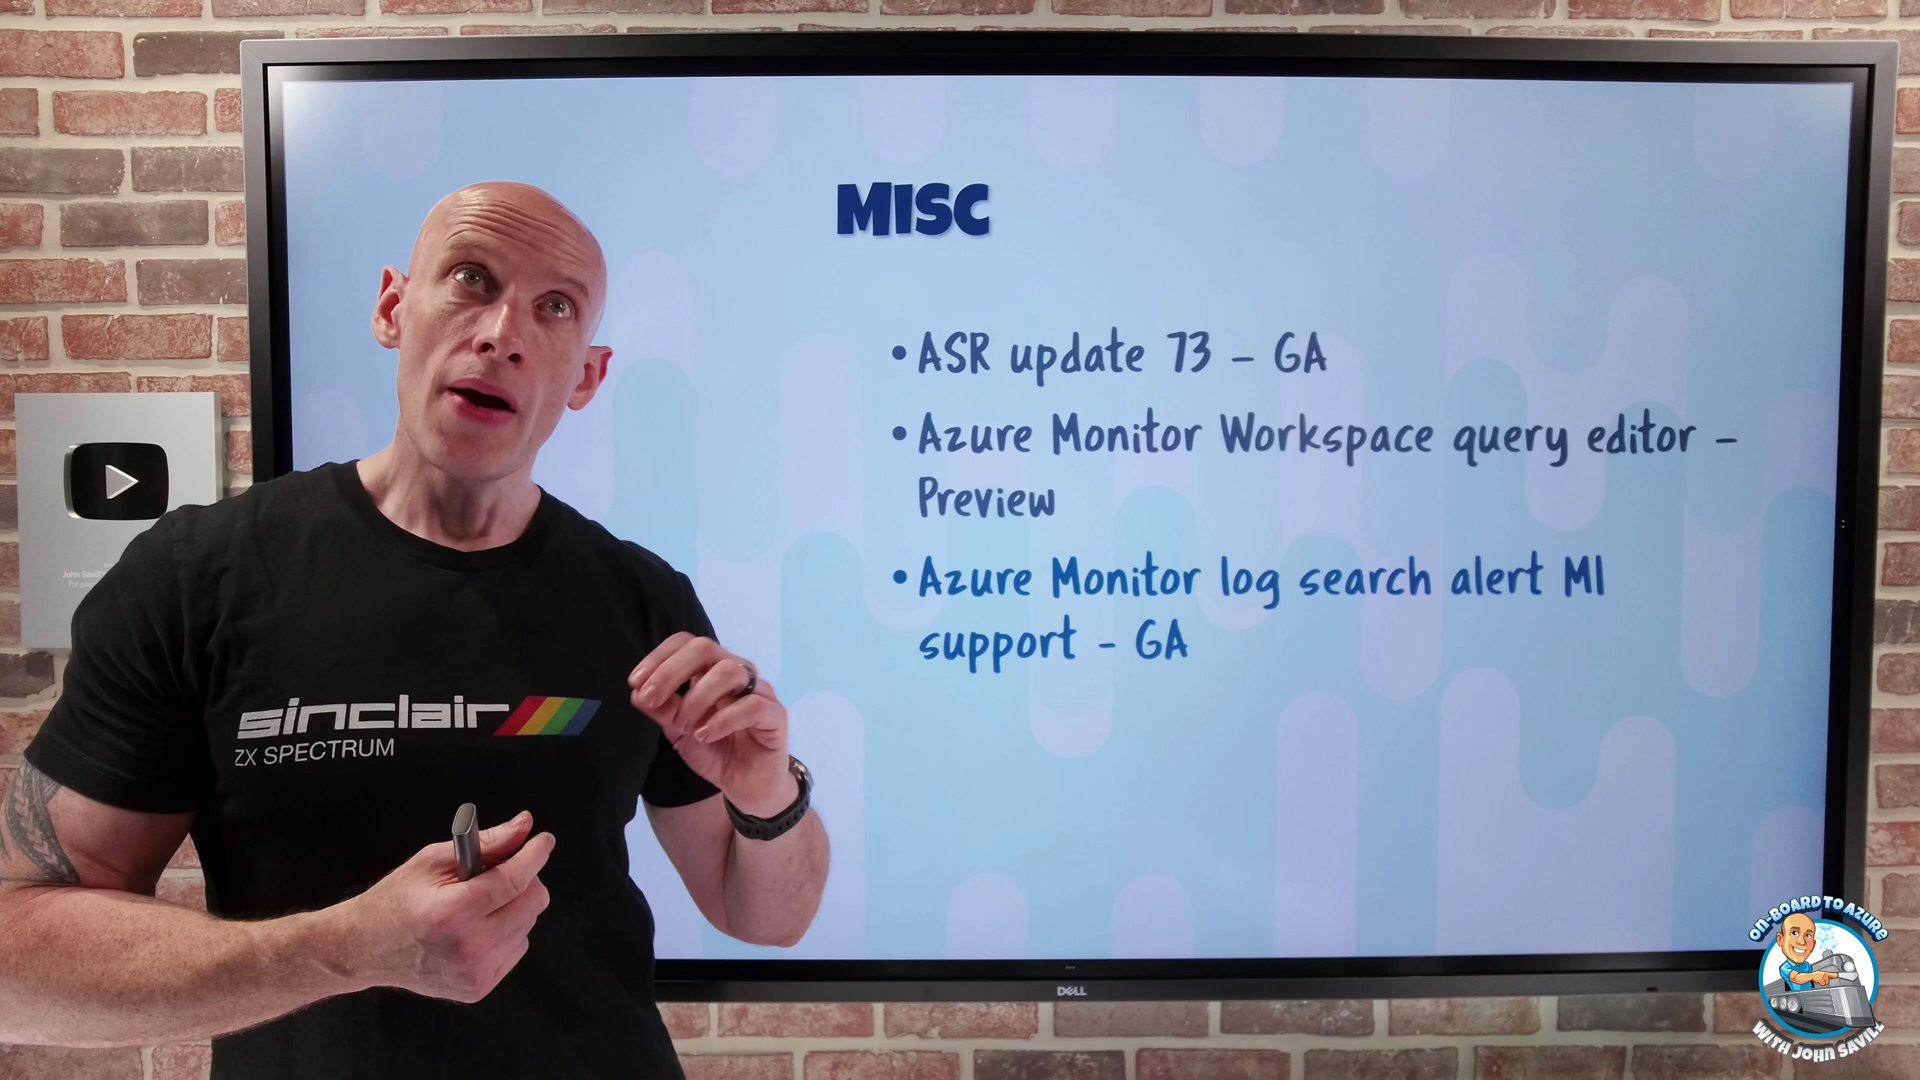 MISC
•ASR update 73 – GA
•Azure Monitor Workspace query editor –
Preview
•Azure Monitor log search alert MI
support – GA
sinclair
ZX SPECTRUM
DELL
ON-BOARD TO AZURE
WITH JOHN SAVILL